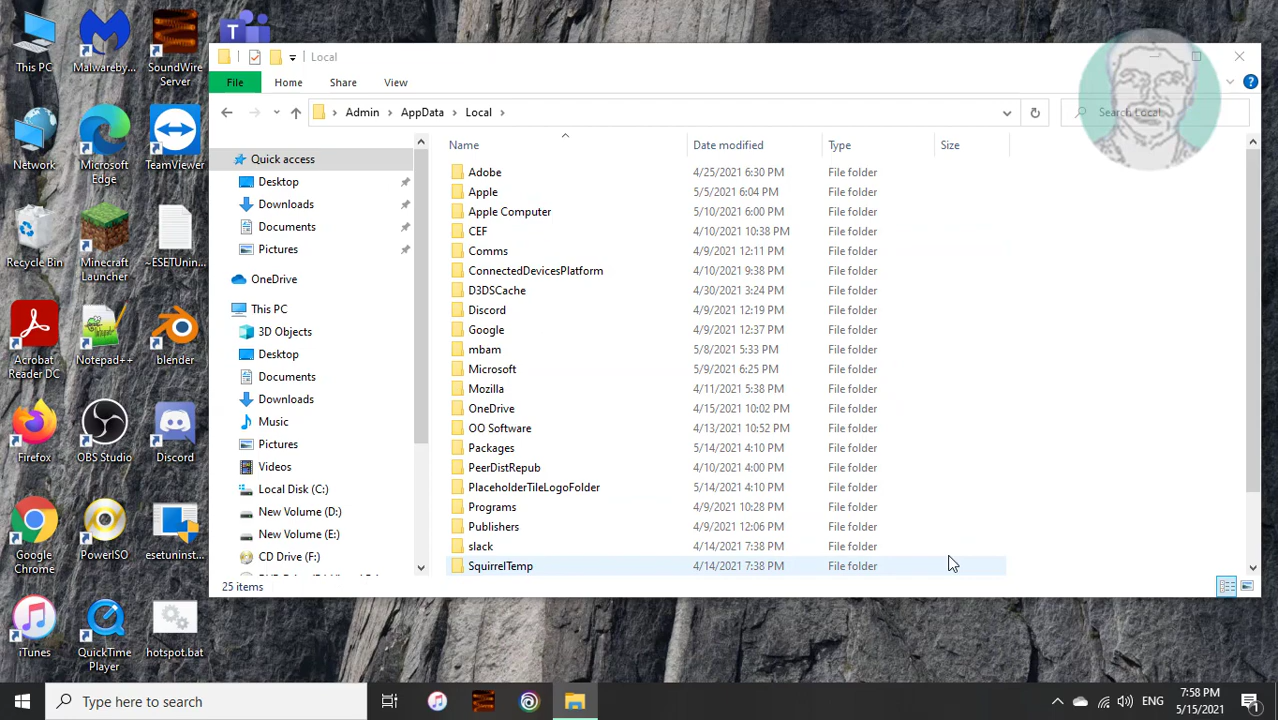 This PC
Malwareby...
SoundWire Server
Network
Microsoft Edge
TeamViewer
Recycle Bin
Minecraft Launcher
~ESETUnin...
Acrobat Reader DC
Notepad++
blender
Firefox
OBS Studio
Discord
Google Chrome
PowerISO
esetuninst...
iTunes
QuickTime Player
hotspot.bat
Local
File Home Share View
Admin > AppData > Local >
Search Local
Quick access
Desktop
Downloads
Documents
Pictures
OneDrive
This PC
3D Objects
Desktop
Documents
Downloads
Music
Pictures
Videos
Local Disk (C:)
New Volume (D:)
New Volume (E:)
CD Drive (F:)
Name Date modified Type Size
Adobe 4/25/2021 6:30 PM File folder
Apple 5/5/2021 6:04 PM File folder
Apple Computer 5/10/2021 6:00 PM File folder
CEF 4/10/2021 10:38 PM File folder
Comms 4/9/2021 12:11 PM File folder
ConnectedDevicesPlatform 4/10/2021 9:38 PM File folder
D3DSCache 4/30/2021 3:24 PM File folder
Discord 4/9/2021 12:19 PM File folder
Google 4/9/2021 12:37 PM File folder
mbam 5/8/2021 5:33 PM File folder
Microsoft 5/9/2021 6:25 PM File folder
Mozilla 4/11/2021 5:38 PM File folder
OneDrive 4/15/2021 10:02 PM File folder
OO Software 4/13/2021 10:52 PM File folder
Packages 5/14/2021 4:10 PM File folder
PeerDistRepub 4/10/2021 4:00 PM File folder
PlaceholderTileLogoFolder 5/14/2021 4:10 PM File folder
Programs 4/9/2021 10:28 PM File folder
Publishers 4/9/2021 12:06 PM File folder
slack 4/14/2021 7:38 PM File folder
SquirrelTemp 4/14/2021 7:38 PM File folder
25 items
Type here to search
ENG
7:58 PM
5/15/2021